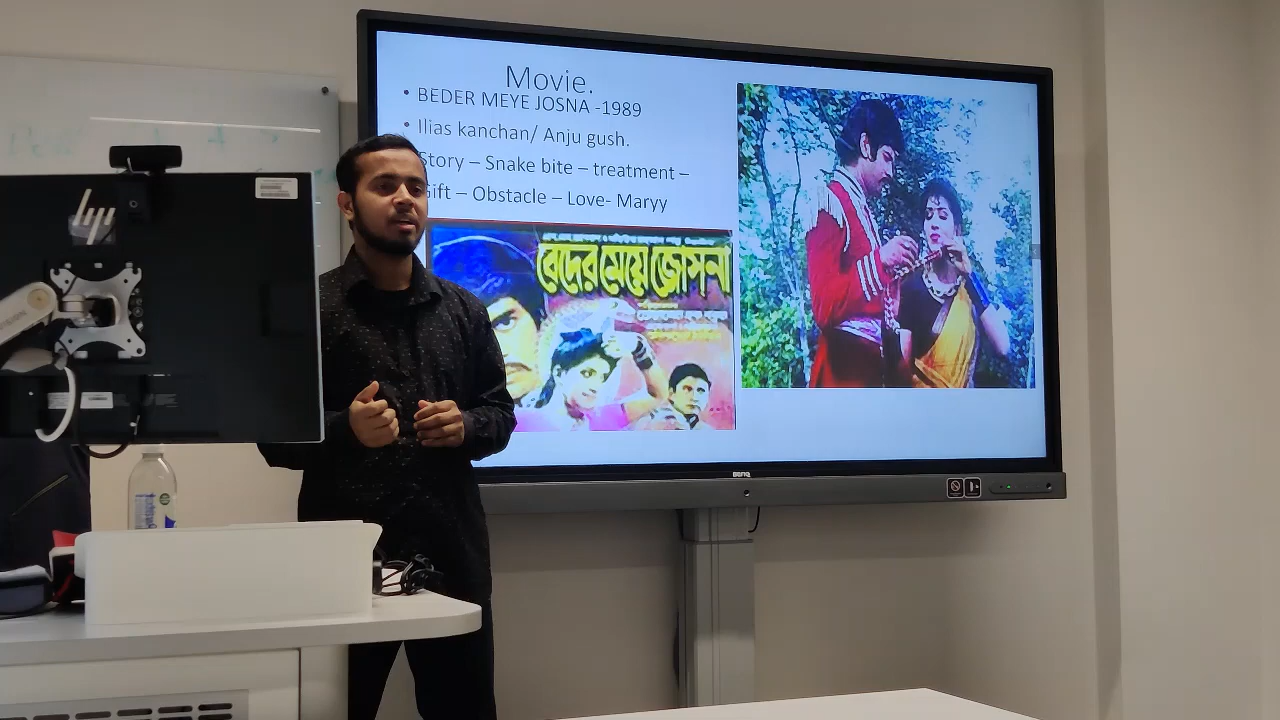 Movie.
• BEDER MEYE JOSNA -1989
• Ilias kanchan/ Anju gush.
Story – Snake bite – treatment –
ift – Obstacle – Love- Maryy
বেদের মেয়ে জোসনা
BenQ